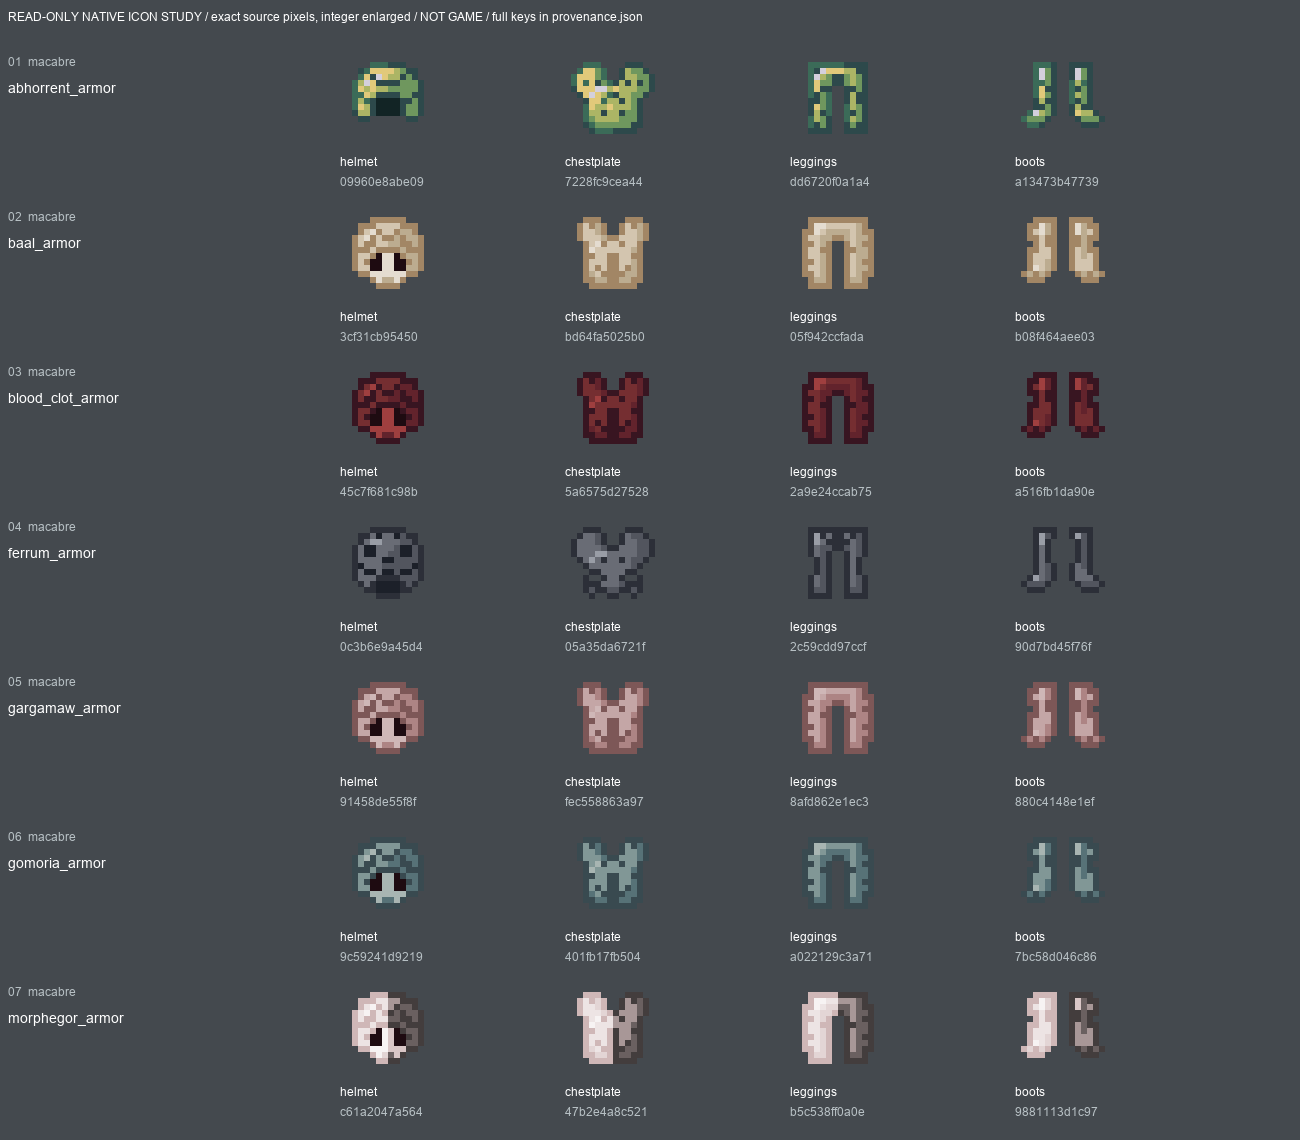 READ-ONLY NATIVE ICON STUDY / exact source pixels, integer enlarged / NOT GAME / full keys in provenance.json
01 macabre
abhorrent_armor
helmet chestplate leggings boots
09960e8abe09 7228fc9cea44 dd6720f0a1a4 a13473b47739
02 macabre
baal_armor
helmet chestplate leggings boots
3cf31cb95450 bd64fa5025b0 05f942ccfada b08f464aee03
03 macabre
blood_clot_armor
helmet chestplate leggings boots
45c7f681c98b 5a6575d27528 2a9e24ccab75 a516fb1da90e
04 macabre
ferrum_armor
helmet chestplate leggings boots
0c3b6e9a45d4 05a35da6721f 2c59cdd97ccf 90d7bd45f76f
05 macabre
gargamaw_armor
helmet chestplate leggings boots
91458de55f8f fec558863a97 8afd862e1ec3 880c4148e1ef
06 macabre
gomoria_armor
helmet chestplate leggings boots
9c59241d9219 401fb17fb504 a022129c3a71 7bc58d046c86
07 macabre
morphegor_armor
helmet chestplate leggings boots
c61a2047a564 47b2e4a8c521 b5c538ff0a0e 9881113d1c97